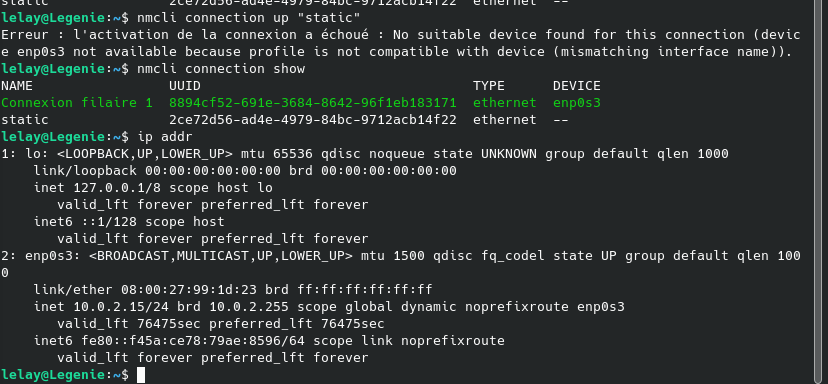 static               2ce72d56-ad4e-4979-84bc-9712acb14f22  ethernet  --
lelay@Legenie:~$ nmcli connection up "static"
Erreur : l'activation de la connexion a échoué : No suitable device found for this connection (devic
e enp0s3 not available because profile is not compatible with device (mismatching interface name)).
lelay@Legenie:~$ nmcli connection show
NAME                 UUID                                  TYPE      DEVICE
Connexion filaire 1  8894cf52-691e-3684-8642-96f1eb183171  ethernet  enp0s3
static               2ce72d56-ad4e-4979-84bc-9712acb14f22  ethernet  --
lelay@Legenie:~$ ip addr
1: lo: <LOOPBACK,UP,LOWER_UP> mtu 65536 qdisc noqueue state UNKNOWN group default qlen 1000
    link/loopback 00:00:00:00:00:00 brd 00:00:00:00:00:00
    inet 127.0.0.1/8 scope host lo
       valid_lft forever preferred_lft forever
    inet6 ::1/128 scope host
       valid_lft forever preferred_lft forever
2: enp0s3: <BROADCAST,MULTICAST,UP,LOWER_UP> mtu 1500 qdisc fq_codel state UP group default qlen 100
0
    link/ether 08:00:27:99:1d:23 brd ff:ff:ff:ff:ff:ff
    inet 10.0.2.15/24 brd 10.0.2.255 scope global dynamic noprefixroute enp0s3
       valid_lft 76475sec preferred_lft 76475sec
    inet6 fe80::f45a:ce78:79ae:8596/64 scope link noprefixroute
       valid_lft forever preferred_lft forever
lelay@Legenie:~$